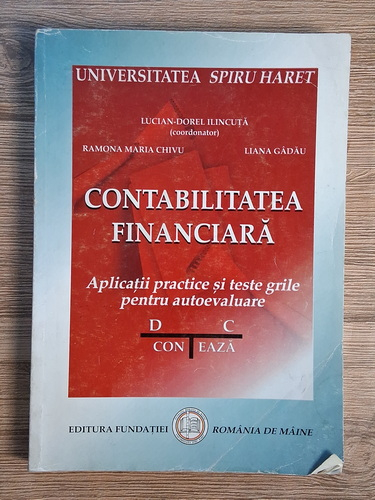 UNIVERSITATEA SPIRU HARET
LUCIAN-DOREL ILINCUȚĂ
(coordonator)
RAMONA MARIA CHIVU LIANA GĂDĂU
CONTABILITATEA
FINANCIARĂ
Aplicații practice și teste grile
pentru autoevaluare
D C
CON EAZĂ
EDITURA FUNDAȚIEI ROMÂNIA DE MÂINE